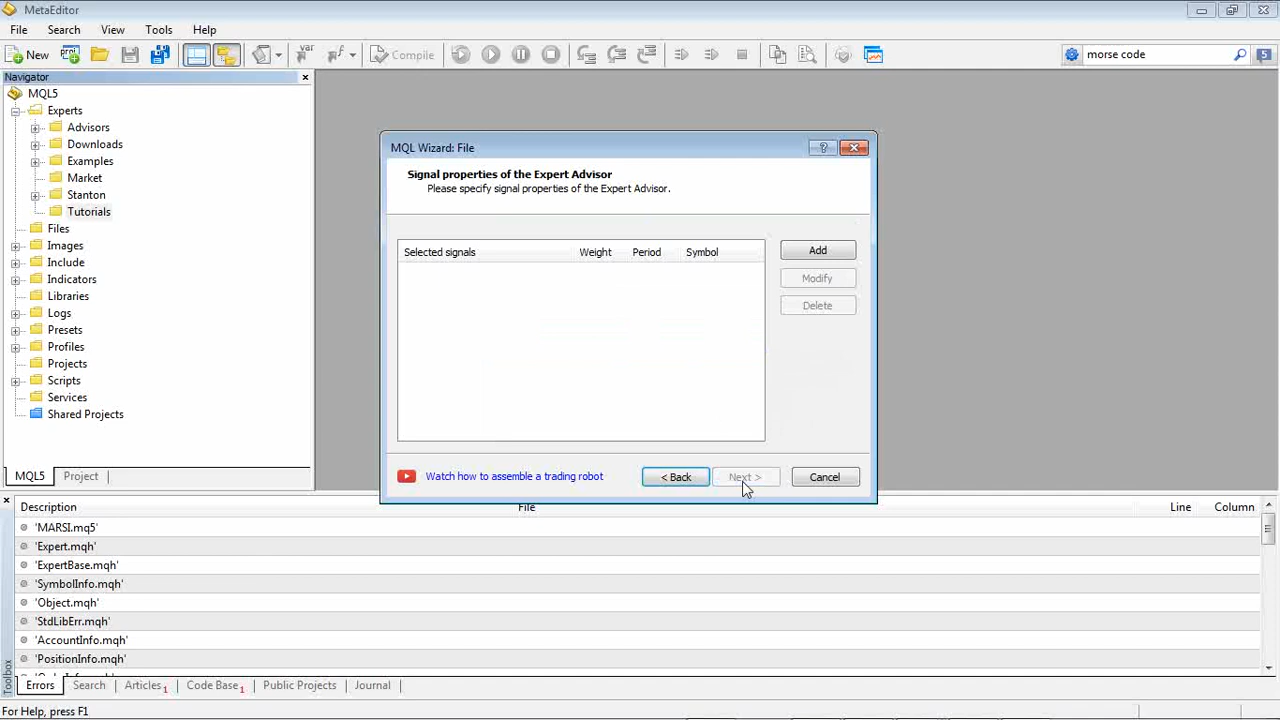 MetaEditor
File Search View Tools Help
New var Compile morse code 5
Navigator
MQL5
Experts
Advisors
Downloads
Examples
Market
Stanton
Tutorials
Files
Images
Include
Indicators
Libraries
Logs
Presets
Profiles
Projects
Scripts
Services
Shared Projects
MQL5 Project
MQL Wizard: File
Signal properties of the Expert Advisor
Please specify signal properties of the Expert Advisor.
Selected signals Weight Period Symbol
Add
Modify
Delete
Watch how to assemble a trading robot < Back Next > Cancel
Description File Line Column
'MARSI.mq5'
'Expert.mqh'
'ExpertBase.mqh'
'SymbolInfo.mqh'
'Object.mqh'
'StdLibErr.mqh'
'AccountInfo.mqh'
'PositionInfo.mqh'
Toolbox
Errors Search Articles 1 Code Base 1 Public Projects Journal
For Help, press F1